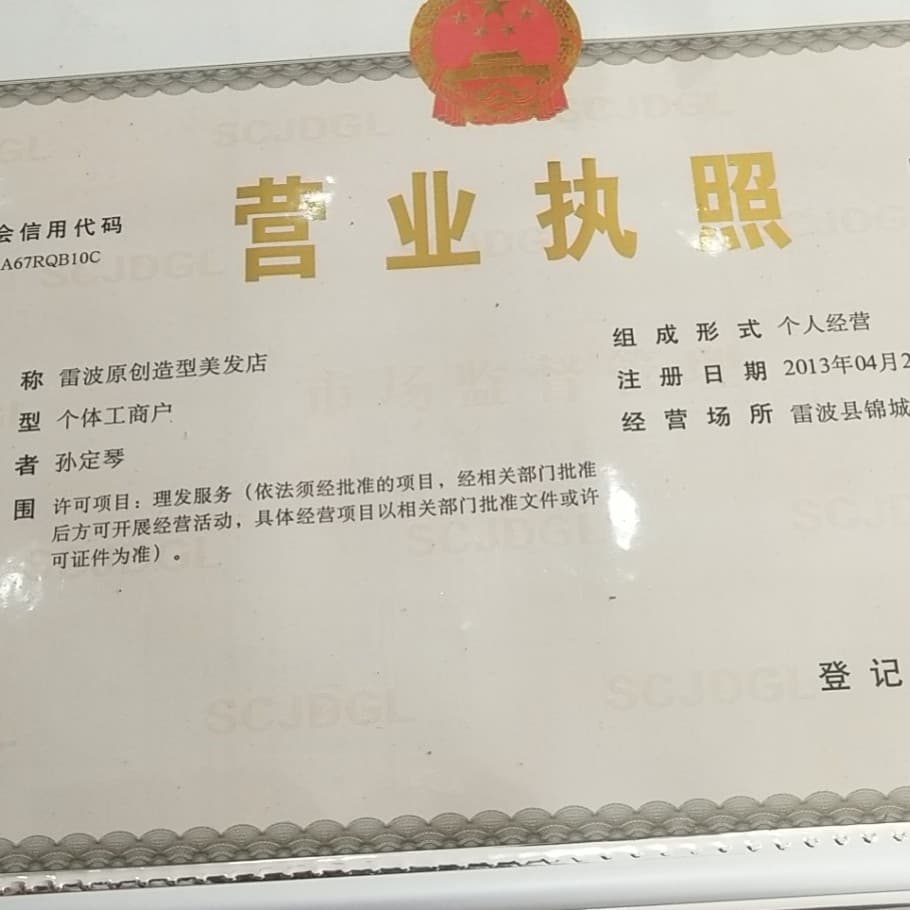 营业执照
会信用代码
A67RQB10C
称 雷波原创造型美发店
型 个体工商户
者 孙定琴
围 许可项目：理发服务（依法须经批准的项目，经相关部门批准
后方可开展经营活动，具体经营项目以相关部门批准文件或许
可证件为准）。
组成形式 个人经营
注册日期 2013年04月2
经营场所 雷波县锦城
登记
SCJDGL
SCJDGL
SCJDGL
SCJDGL
SCJDGL
SCJDGL
市场监督管理